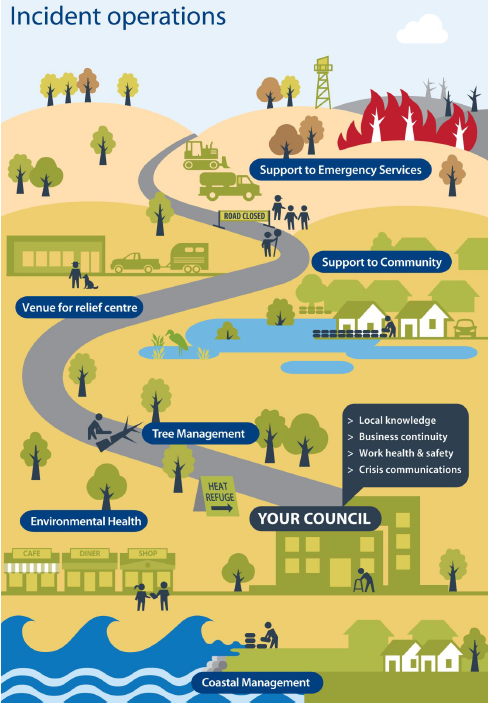 Incident operations
Support to Emergency Services
ROAD CLOSED
Support to Community
Venue for relief centre
Tree Management
> Local knowledge
> Business continuity
> Work health & safety
> Crisis communications
HEAT
REFUGE
YOUR COUNCIL
Environmental Health
CAFE
DINER
SHOP
Coastal Management